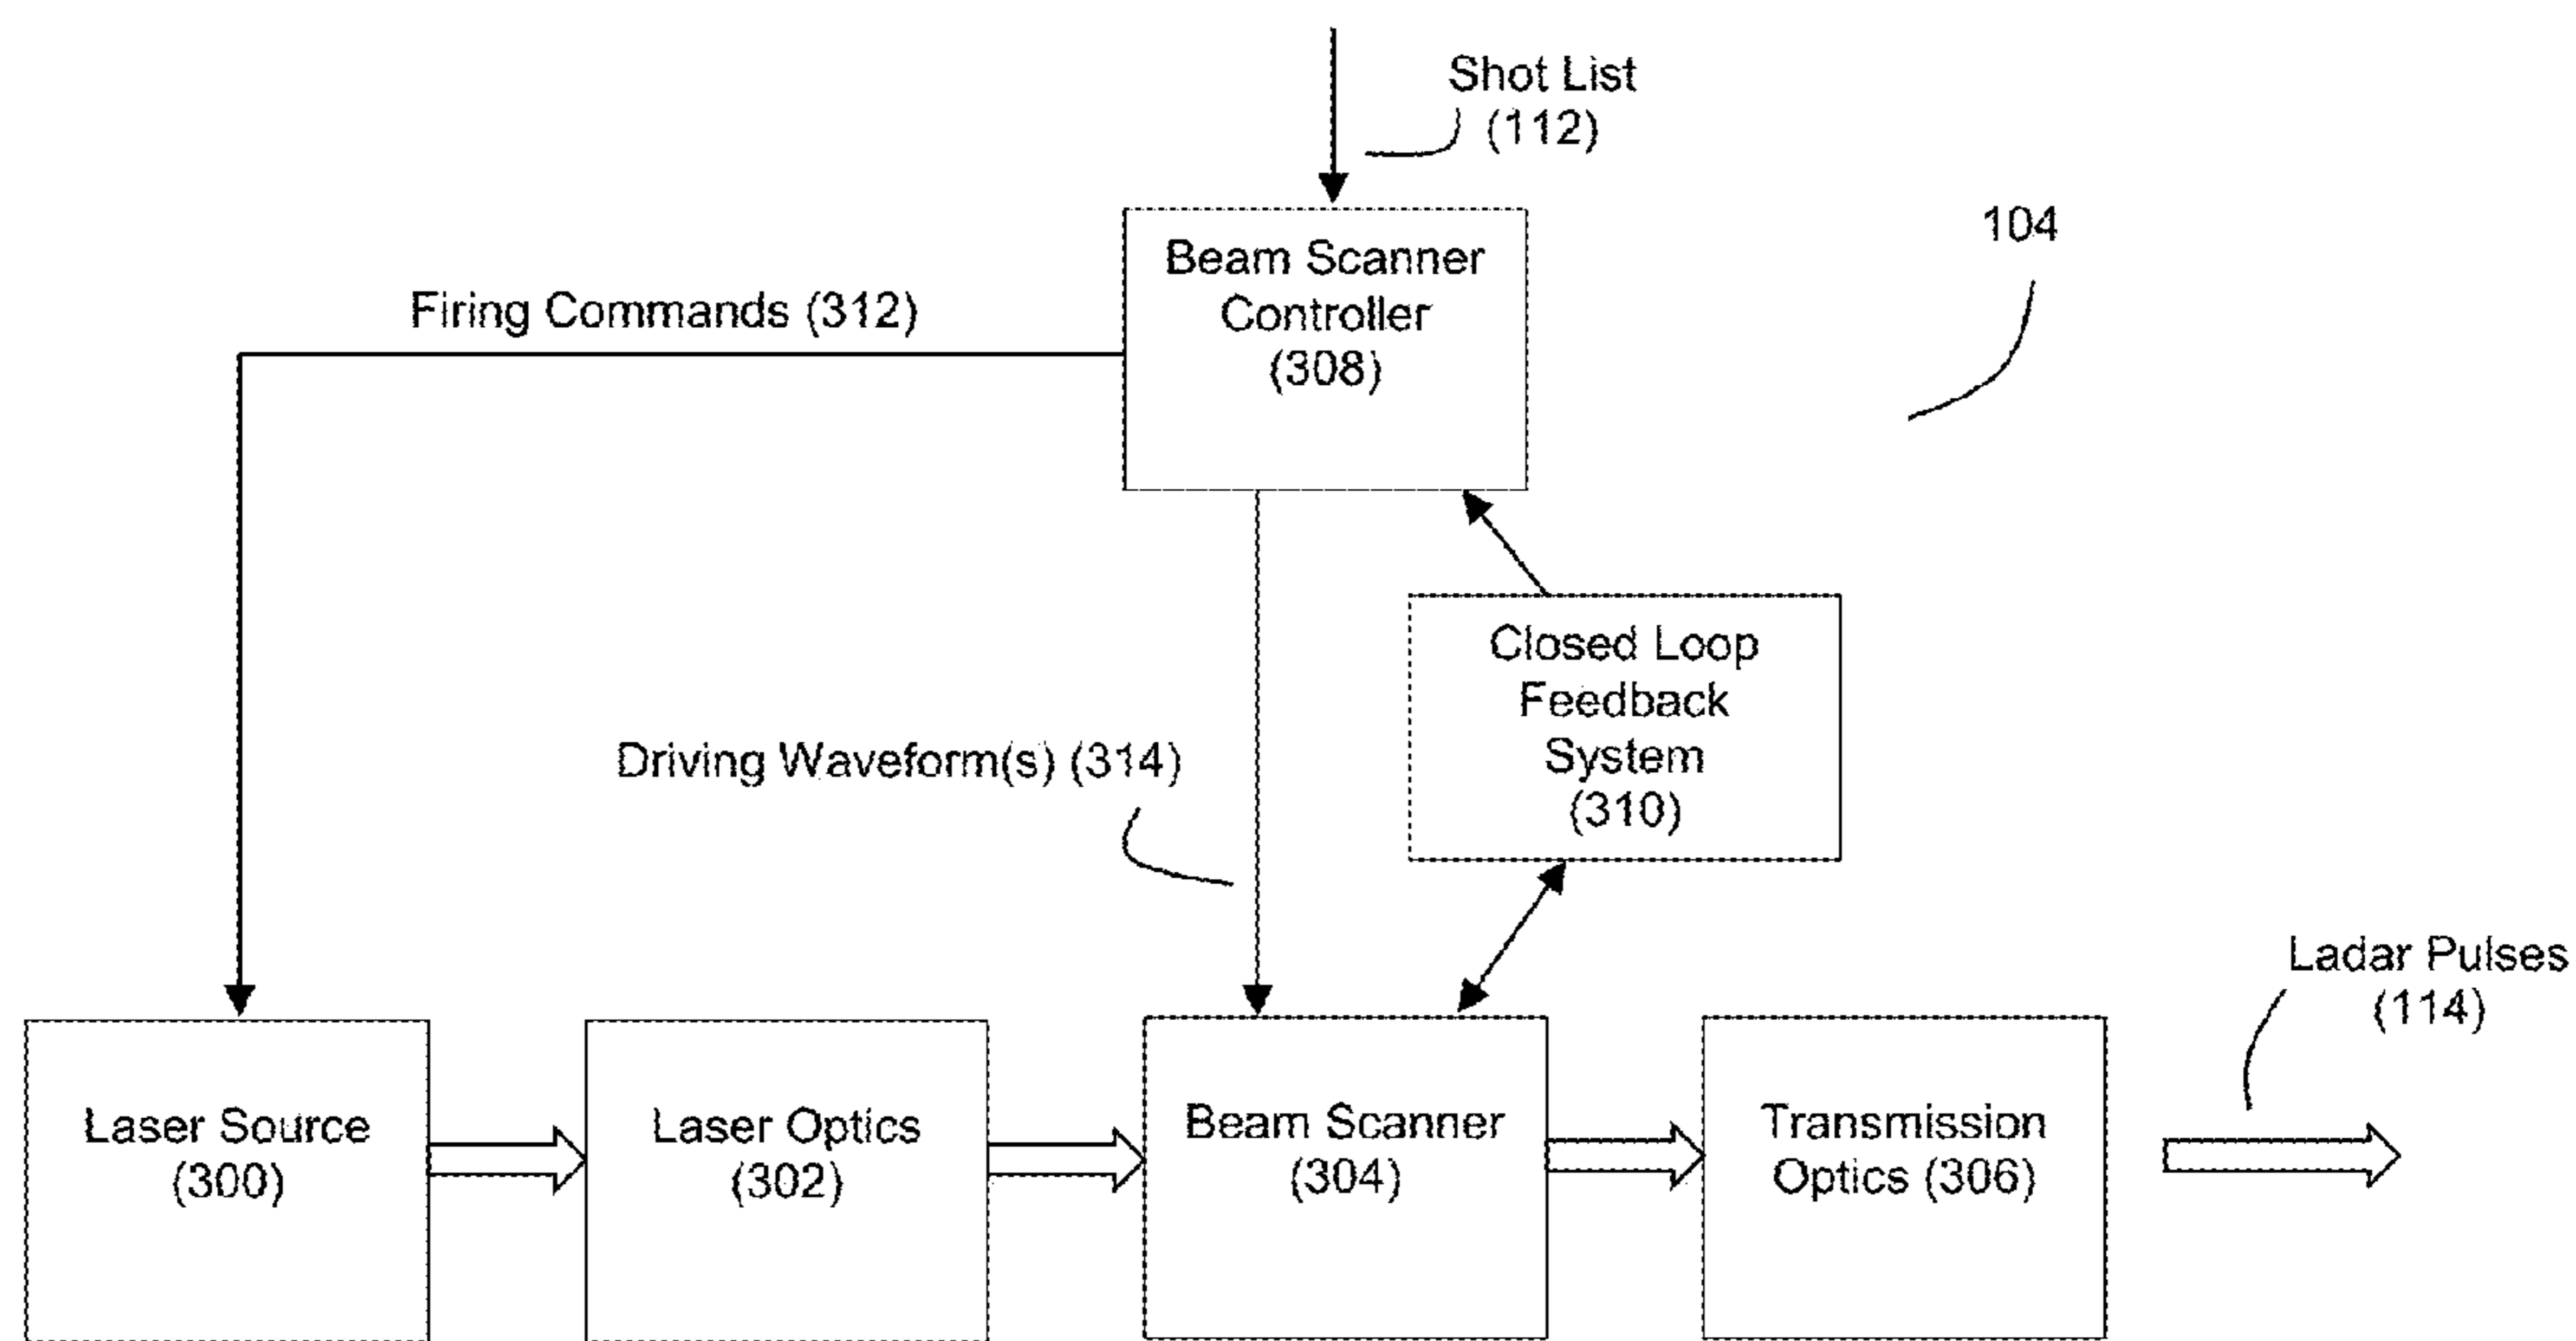 Shot List
(112)
104
Beam Scanner
Controller
(308)
Firing Commands (312)
Closed Loop
Feedback
System
(310)
Driving Waveform(s) (314)
Ladar Pulses
(114)
Laser Source
(300)
Laser Optics
(302)
Beam Scanner
(304)
Transmission
Optics (306)